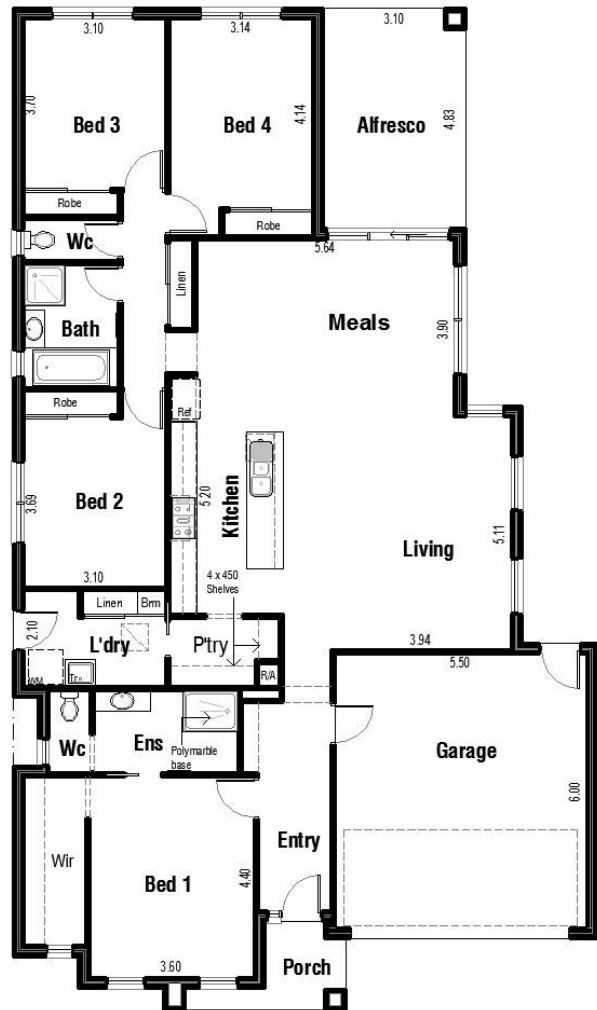 3.10
3.14
3.10
3.70
Bed 3
Bed 4
4.14
Alfresco
4.83
Robe
Robe
Wc
5.64
Linen
Bath
Meals
3.90
Robe
Ref
Bed 2
3.69
5.20
Kitchen
Living
5.11
3.10
4 x 450
Shelves
Linen
Brm
2.10
L'dry
P'try
3.94
5.50
WM
R/A
Wc
Ens
Polymarble
base
Garage
6.00
Wir
Bed 1
4.40
Entry
3.60
Porch